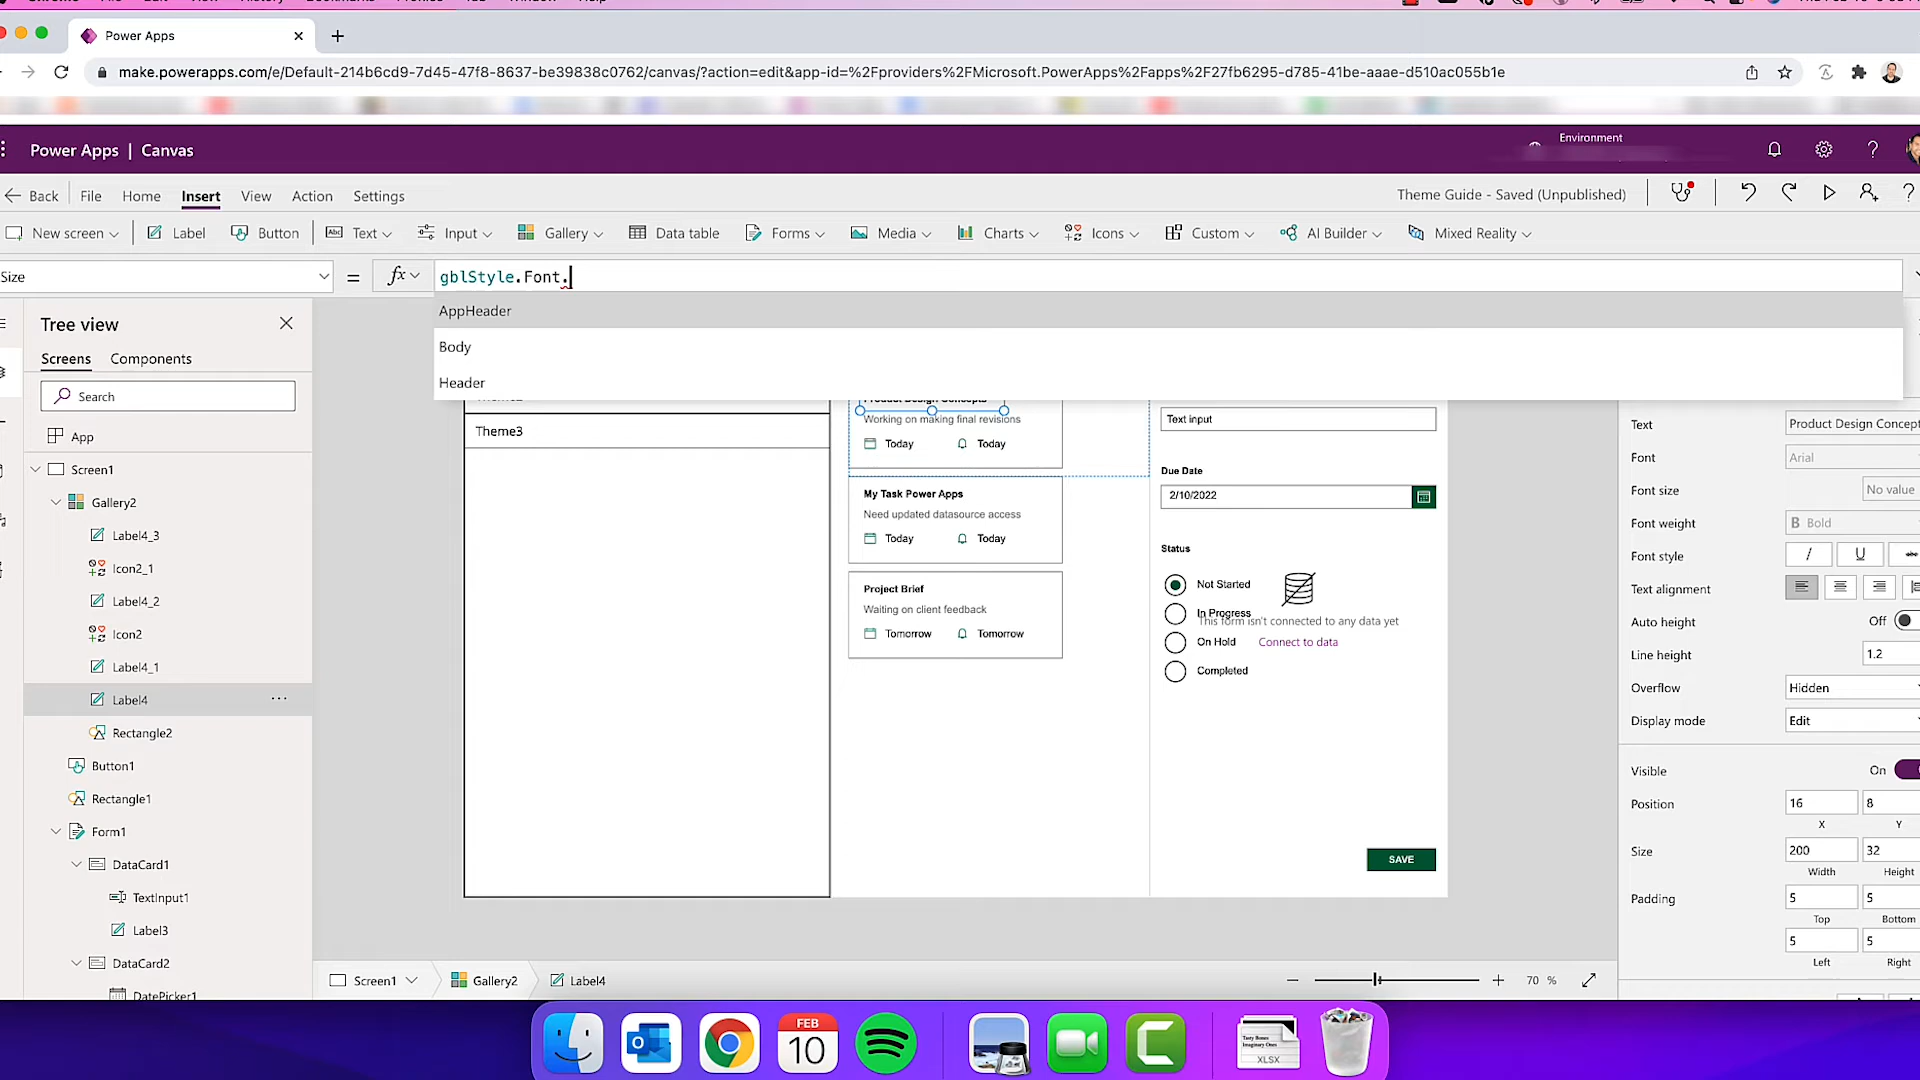 Power Apps
make.powerapps.com/e/Default-214b6cd9-7d45-47f8-8637-be39838c0762/canvas/?action=edit&app-id=%2Fproviders%2FMicrosoft.PowerApps%2Fapps%2F27fb6295-d785-41be-aaae-d510ac055b1e
Power Apps | Canvas
Environment
Back File Home Insert View Action Settings
Theme Guide - Saved (Unpublished)
New screen Label Button Text Input Gallery Data table Forms Media Charts Icons Custom AI Builder Mixed Reality
Size = fx gblStyle.Font.
AppHeader
Body
Header
Tree view
Screens Components
Search
App
Screen1
Gallery2
Label4_3
Icon2_1
Label4_2
Icon2
Label4_1
Label4
Rectangle2
Button1
Rectangle1
Form1
DataCard1
TextInput1
Label3
DataCard2
DatePicker1
Theme3
Product Design Concepts
Working on making final revisions
Today Today
My Task Power Apps
Need updated datasource access
Today Today
Project Brief
Waiting on client feedback
Tomorrow Tomorrow
Text input
Due Date
2/10/2022
Status
Not Started
In Progress
This form isn't connected to any data yet
On Hold
Connect to data
Completed
SAVE
Text Product Design Concept
Font Arial
Font size No value
Font weight B Bold
Font style / U
Text alignment
Auto height Off
Line height 1.2
Overflow Hidden
Display mode Edit
Visible On
Position 16 8
X Y
Size 200 32
Width Height
Padding 5 5
Top Bottom
5 5
Left Right
Screen1 Gallery2 Label4
70 %
FEB
10
Tasty Bones
Imaginary Ones
XLSX